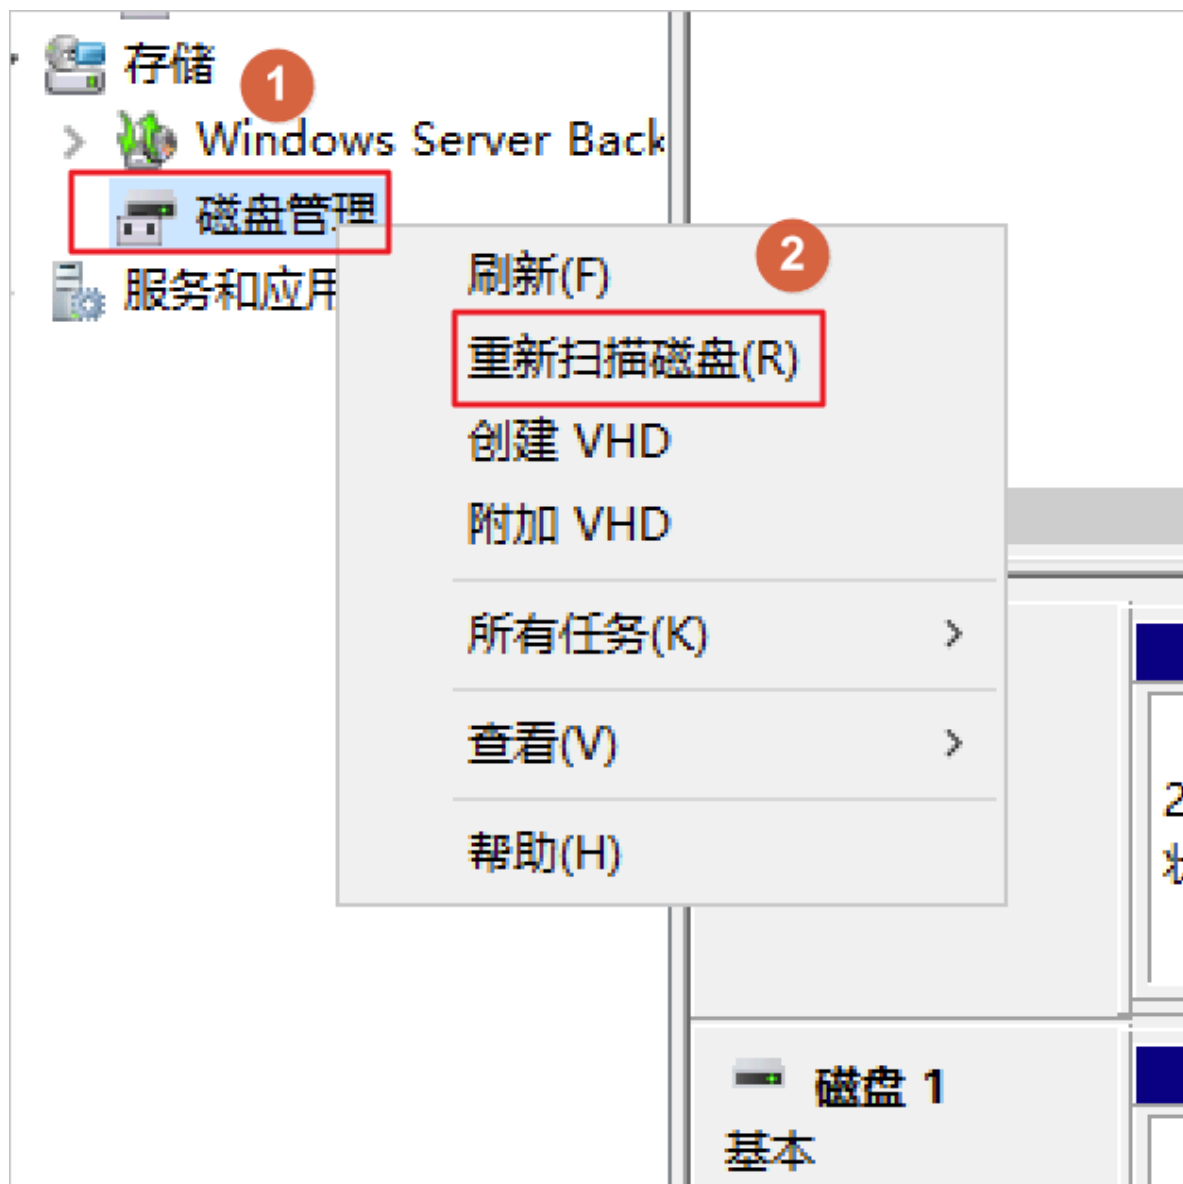 存储
1
Windows Server Back
磁盘管理
服务和应用
2
刷新(F)
重新扫描磁盘(R)
创建 VHD
附加 VHD
所有任务(K)
查看(V)
帮助(H)
2
状
磁盘 1
基本